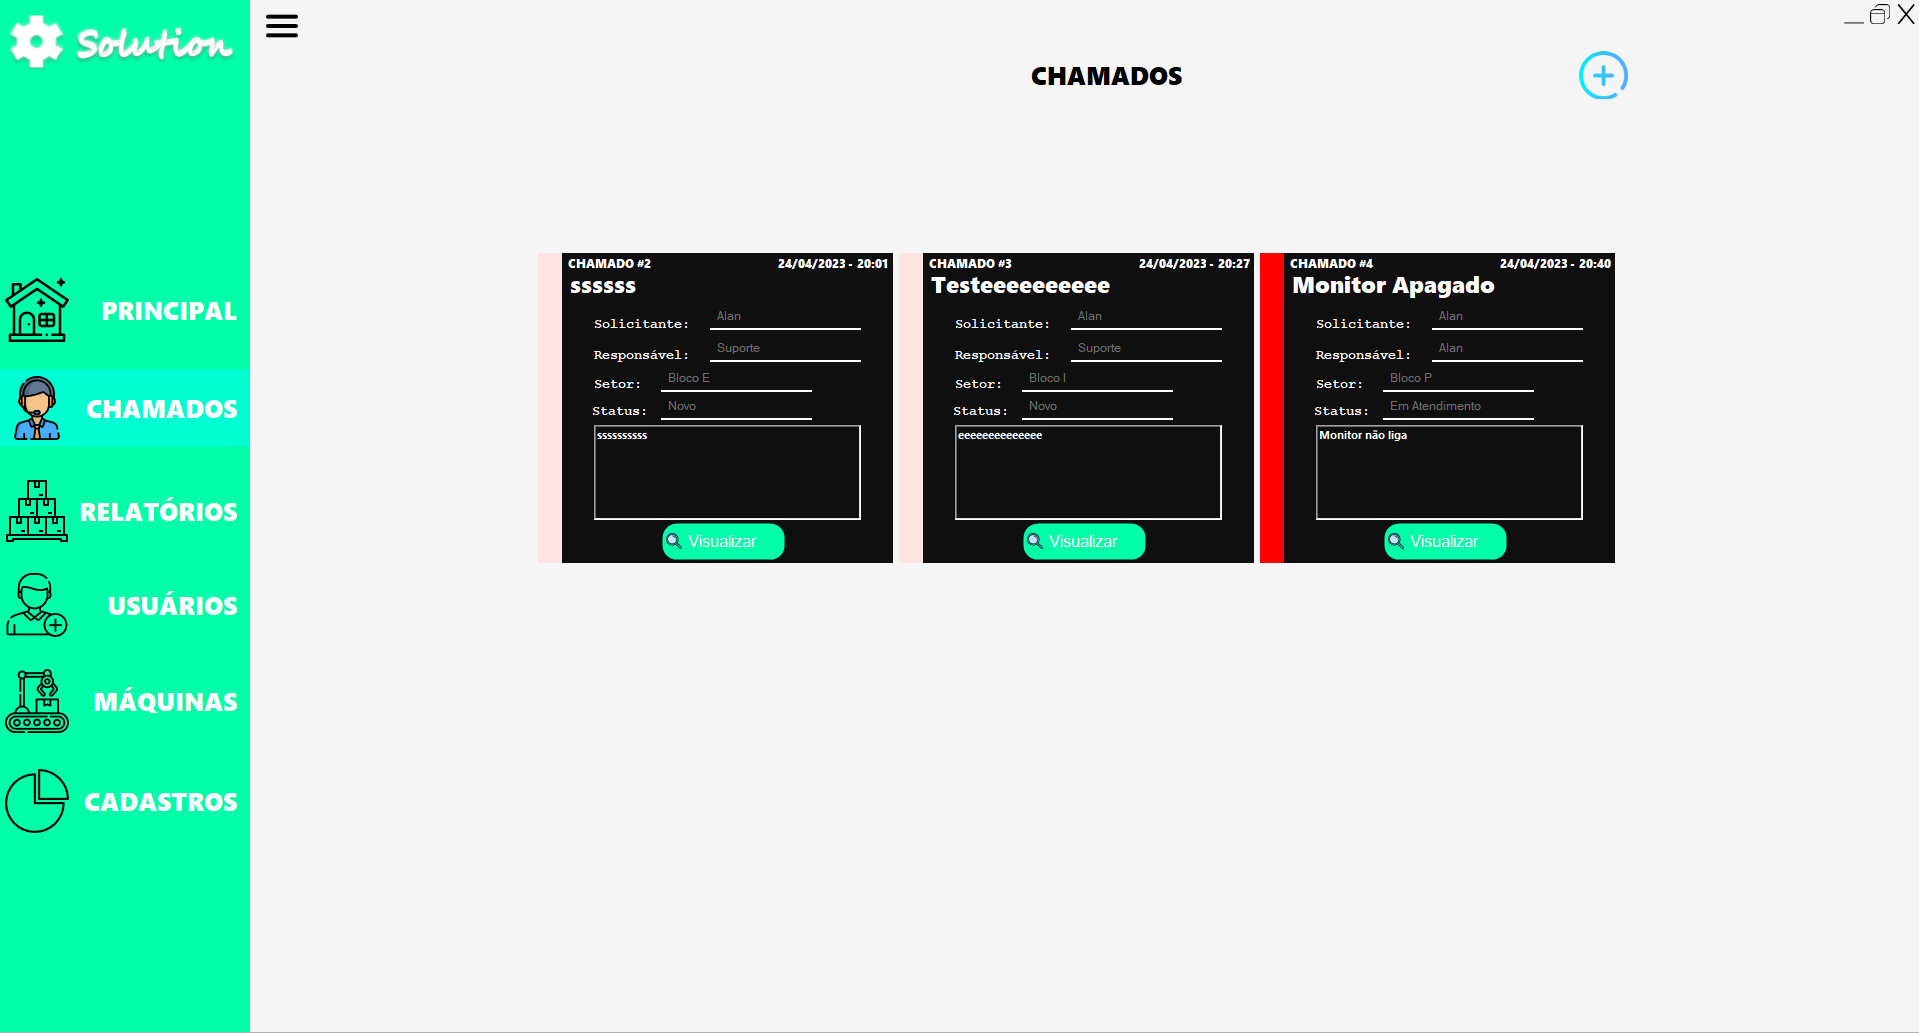 Solution
CHAMADOS
PRINCIPAL
CHAMADOS
RELATÓRIOS
USUÁRIOS
MÁQUINAS
CADASTROS
CHAMADO #2 24/04/2023 - 20:01
ssssss
Solicitante: Alan
Responsável: Suporte
Setor: Bloco E
Status: Novo
ssssssssss
Visualizar
CHAMADO #3 24/04/2023 - 20:27
Testeeeeeeeeee
Solicitante: Alan
Responsável: Suporte
Setor: Bloco I
Status: Novo
eeeeeeeeeeeeee
Visualizar
CHAMADO #4 24/04/2023 - 20:40
Monitor Apagado
Solicitante: Alan
Responsável: Alan
Setor: Bloco P
Status: Em Atendimento
Monitor não liga
Visualizar